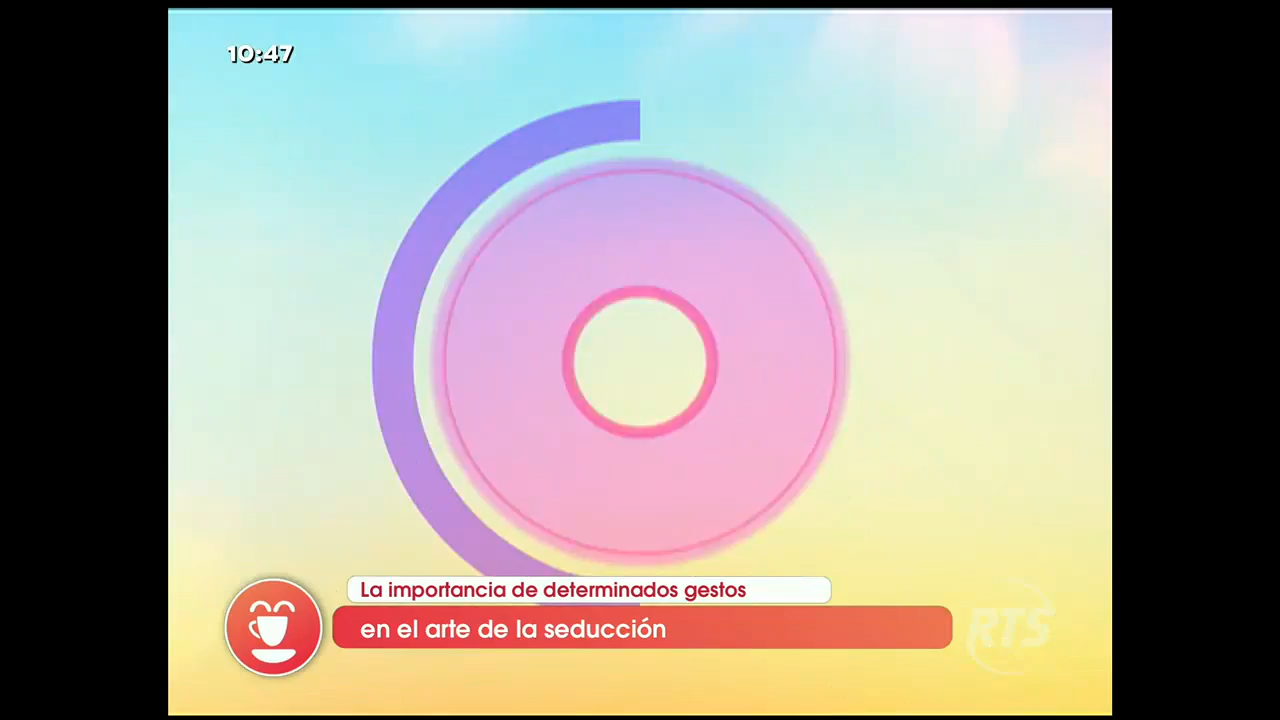 10:47
La importancia de determinados gestos
en el arte de la seducción
RTS